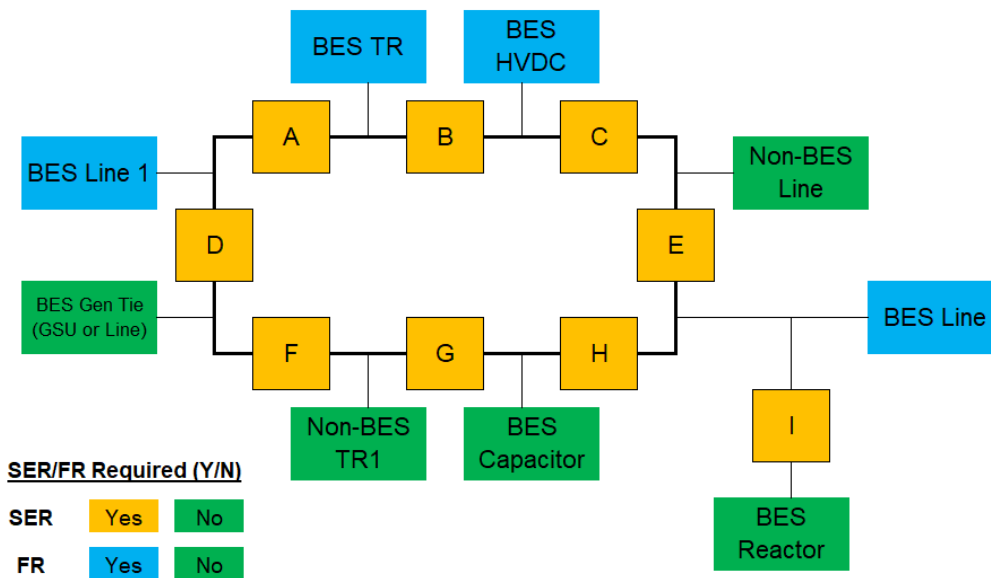 BES TR
BES
HVDC
A
B
C
BES Line 1
Non-BES
Line
D
E
BES Gen Tie
(GSU or Line)
BES Line
F
G
H
Non-BES
TR1
BES
Capacitor
I
SER/FR Required (Y/N)
SER Yes No
BES
Reactor
FR Yes No